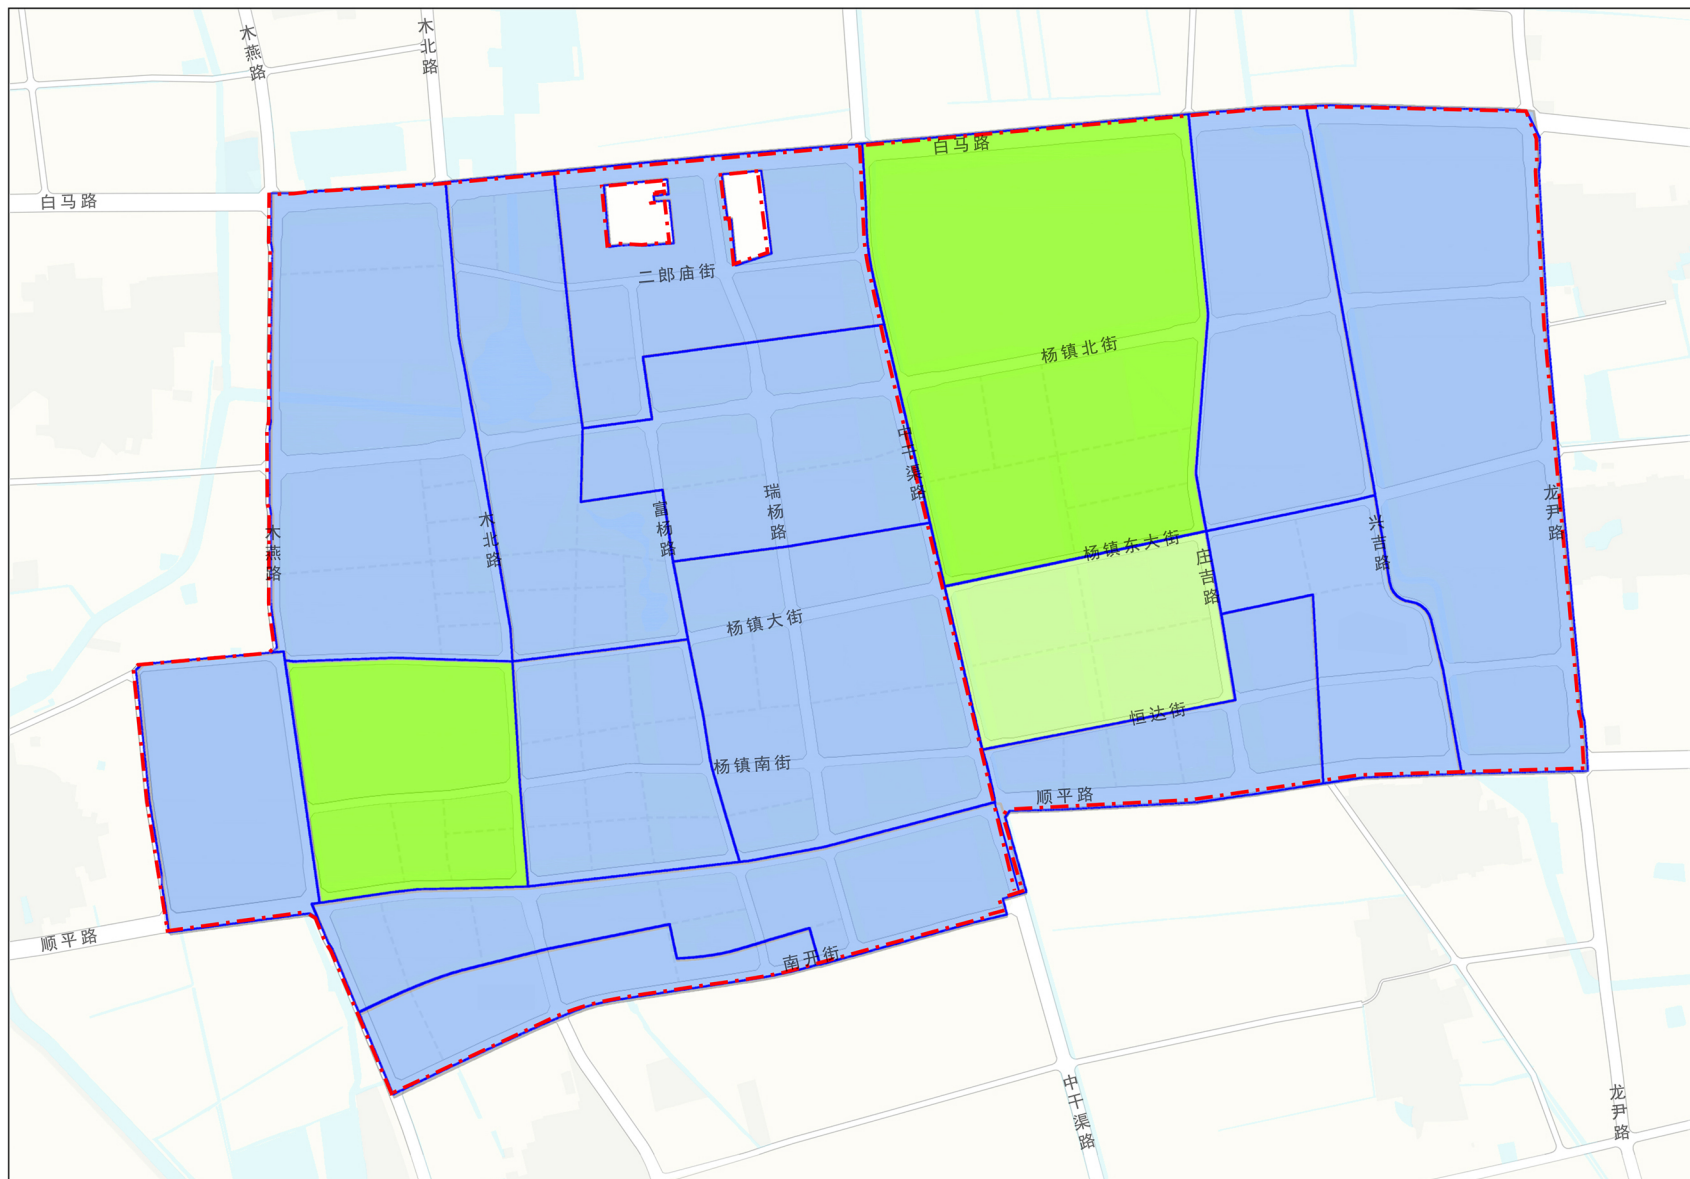 木燕路
木北路
白马路
白马路
二郎庙街
杨镇北街
中干渠路
瑞杨路
富杨路
木北路
木燕路
龙尹路
兴吉路
杨镇东大街
庄吉路
杨镇大街
恒达街
杨镇南街
顺平路
顺平路
南开街
中干渠路
龙尹路